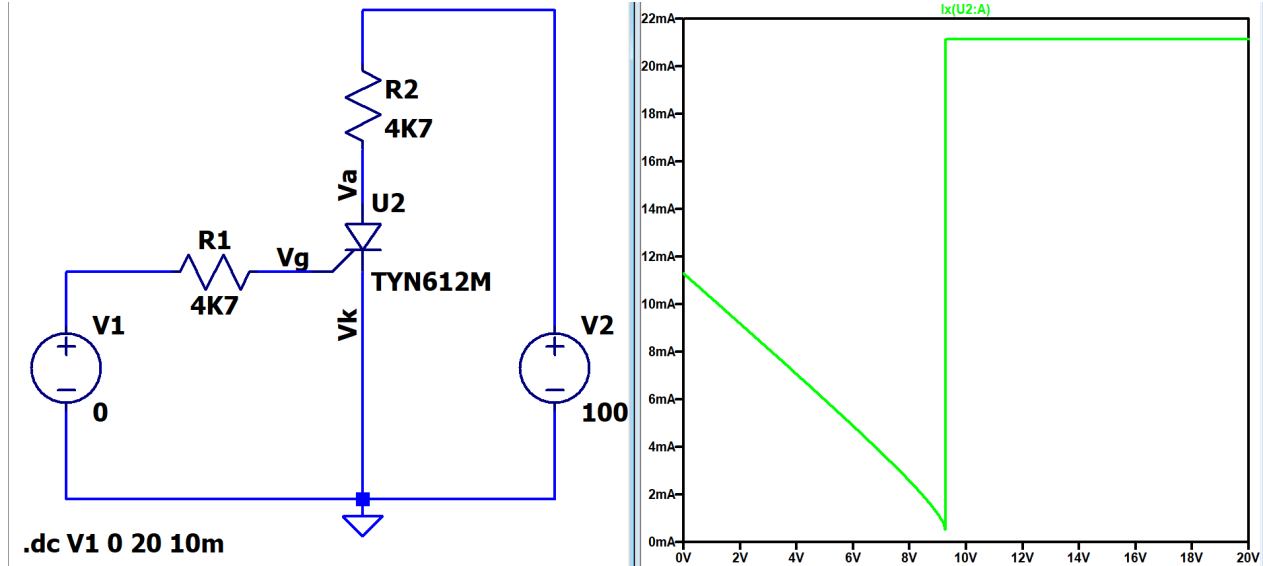 R2
4K7
Va
U2
R1
Vg
4K7
TYN612M
Vk
V1
0
V2
100
.dc V1 0 20 10m
Ix(U2:A)
22mA
20mA
18mA
16mA
14mA
12mA
10mA
8mA
6mA
4mA
2mA
0mA
0V 2V 4V 6V 8V 10V 12V 14V 16V 18V 20V